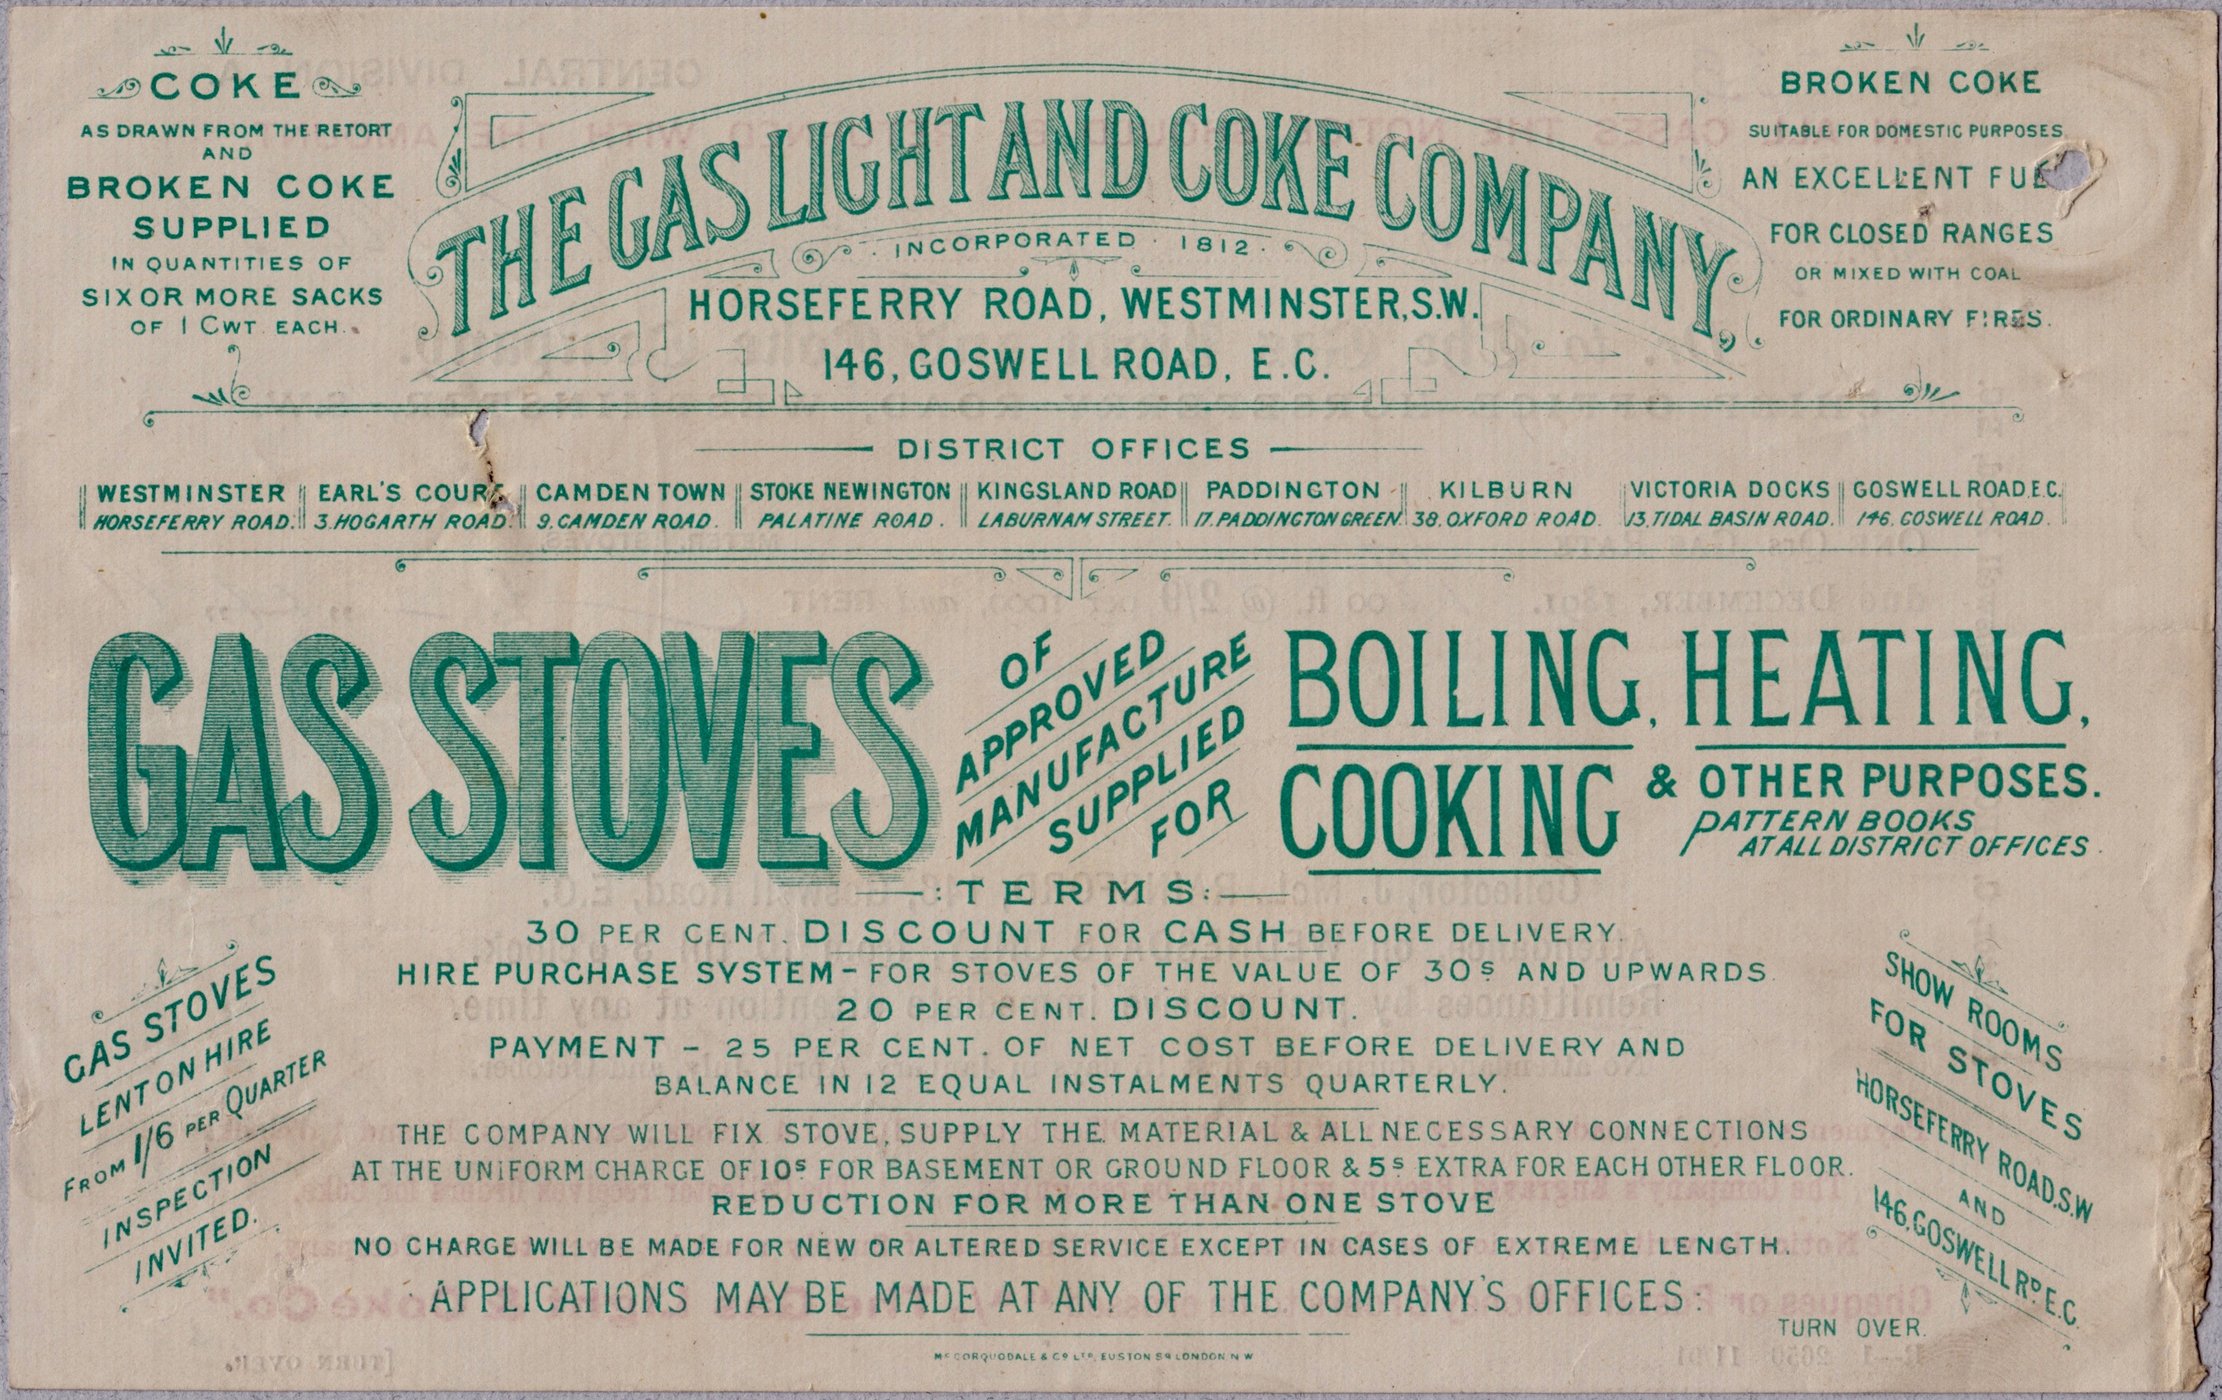 COKE
AS DRAWN FROM THE RETORT
AND
BROKEN COKE
SUPPLIED
IN QUANTITIES OF
SIX OR MORE SACKS
OF 1 CWT. EACH.
THE GAS LIGHT AND COKE COMPANY,
INCORPORATED 1812.
HORSEFERRY ROAD, WESTMINSTER, S.W.
146, GOSWELL ROAD, E.C.
BROKEN COKE
SUITABLE FOR DOMESTIC PURPOSES
AN EXCELLENT FUE
FOR CLOSED RANGES
OR MIXED WITH COAL
FOR ORDINARY FIRES.
DISTRICT OFFICES
WESTMINSTER
HORSEFERRY ROAD.
EARL'S COURT
3. HOGARTH ROAD.
CAMDEN TOWN
9. CAMDEN ROAD.
STOKE NEWINGTON
PALATINE ROAD.
KINGSLAND ROAD
LABURNAM STREET.
PADDINGTON
17. PADDINGTON GREEN.
KILBURN
38. OXFORD ROAD.
VICTORIA DOCKS
13. TIDAL BASIN ROAD.
GOSWELL ROAD. E.C.
146. GOSWELL ROAD.
GAS STOVES
OF
APPROVED
MANUFACTURE
SUPPLIED
FOR
BOILING, HEATING,
COOKING & OTHER PURPOSES.
PATTERN BOOKS
AT ALL DISTRICT OFFICES.
:TERMS:
30 PER CENT. DISCOUNT FOR CASH BEFORE DELIVERY.
HIRE PURCHASE SYSTEM – FOR STOVES OF THE VALUE OF 30s AND UPWARDS.
20 PER CENT. DISCOUNT.
PAYMENT – 25 PER CENT. OF NET COST BEFORE DELIVERY AND
BALANCE IN 12 EQUAL INSTALMENTS QUARTERLY.
THE COMPANY WILL FIX STOVE, SUPPLY THE MATERIAL & ALL NECESSARY CONNECTIONS
AT THE UNIFORM CHARGE OF 10s FOR BASEMENT OR GROUND FLOOR & 5s EXTRA FOR EACH OTHER FLOOR.
REDUCTION FOR MORE THAN ONE STOVE
NO CHARGE WILL BE MADE FOR NEW OR ALTERED SERVICE EXCEPT IN CASES OF EXTREME LENGTH.
APPLICATIONS MAY BE MADE AT ANY OF THE COMPANY'S OFFICES:
GAS STOVES
LENT ON HIRE
FROM 1/6 PER QUARTER
INSPECTION
INVITED.
SHOW ROOMS
FOR STOVES
HORSEFERRY ROAD, S.W
AND
146, GOSWELL RD. E.C.
TURN OVER.
McCORQUODALE & Co LTD, EUSTON SQ LONDON, N W